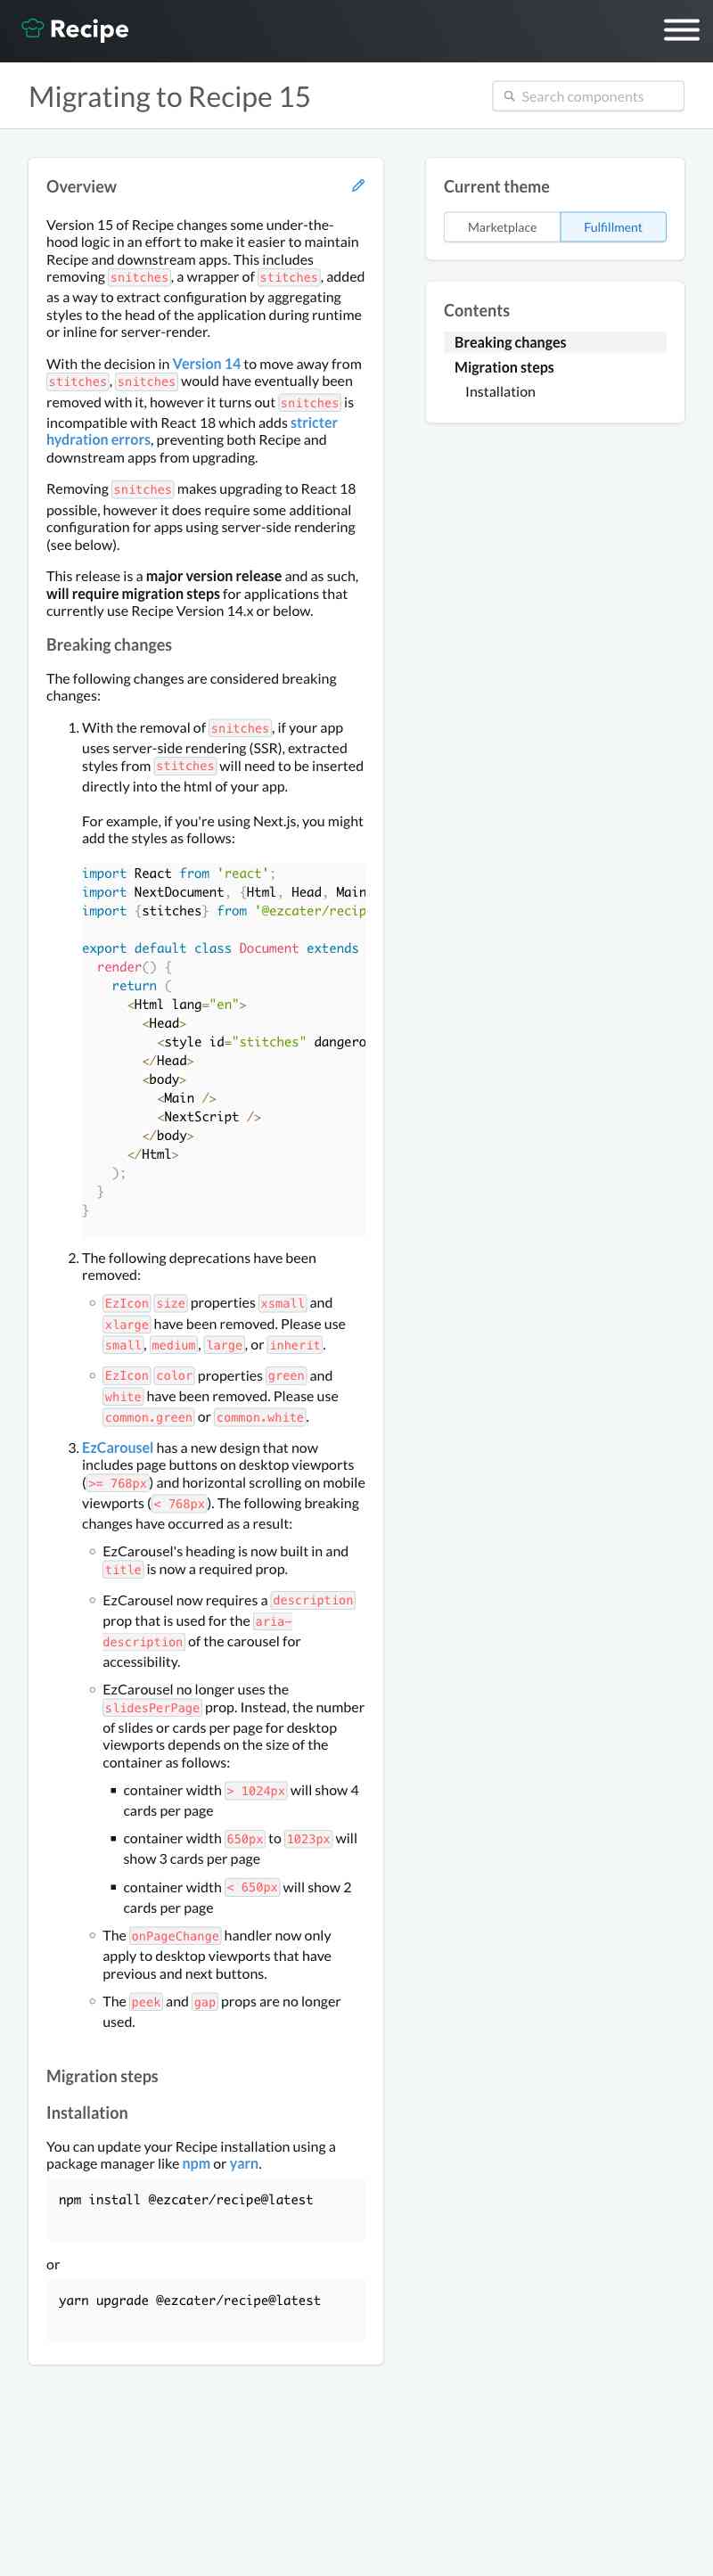 Recipe
Migrating to Recipe 15
Search components
Overview
Version 15 of Recipe changes some under-the-
hood logic in an effort to make it easier to maintain
Recipe and downstream apps. This includes
removing snitches, a wrapper of stitches, added
as a way to extract configuration by aggregating
styles to the head of the application during runtime
or inline for server-render.
With the decision in Version 14 to move away from
stitches, snitches would have eventually been
removed with it, however it turns out snitches is
incompatible with React 18 which adds stricter
hydration errors, preventing both Recipe and
downstream apps from upgrading.
Removing snitches makes upgrading to React 18
possible, however it does require some additional
configuration for apps using server-side rendering
(see below).
This release is a major version release and as such,
will require migration steps for applications that
currently use Recipe Version 14.x or below.
Breaking changes
The following changes are considered breaking
changes:
1. With the removal of snitches, if your app
uses server-side rendering (SSR), extracted
styles from stitches will need to be inserted
directly into the html of your app.
For example, if you're using Next.js, you might
add the styles as follows:
import React from 'react';
import NextDocument, {Html, Head, Main
import {stitches} from '@ezcater/recip
export default class Document extends
render() {
return (
<Html lang="en">
<Head>
<style id="stitches" dangero
</Head>
<body>
<Main />
<NextScript />
</body>
</Html>
);
}
}
2. The following deprecations have been
removed:
EzIcon size properties xsmall and
xlarge have been removed. Please use
small, medium, large, or inherit.
EzIcon color properties green and
white have been removed. Please use
common.green or common.white.
3. EzCarousel has a new design that now
includes page buttons on desktop viewports
(>= 768px) and horizontal scrolling on mobile
viewports (< 768px). The following breaking
changes have occurred as a result:
EzCarousel's heading is now built in and
title is now a required prop.
EzCarousel now requires a description
prop that is used for the aria-
description of the carousel for
accessibility.
EzCarousel no longer uses the
slidesPerPage prop. Instead, the number
of slides or cards per page for desktop
viewports depends on the size of the
container as follows:
container width > 1024px will show 4
cards per page
container width 650px to 1023px will
show 3 cards per page
container width < 650px will show 2
cards per page
The onPageChange handler now only
apply to desktop viewports that have
previous and next buttons.
The peek and gap props are no longer
used.
Migration steps
Installation
You can update your Recipe installation using a
package manager like npm or yarn.
npm install @ezcater/recipe@latest
or
yarn upgrade @ezcater/recipe@latest
Current theme
Marketplace Fulfillment
Contents
Breaking changes
Migration steps
Installation